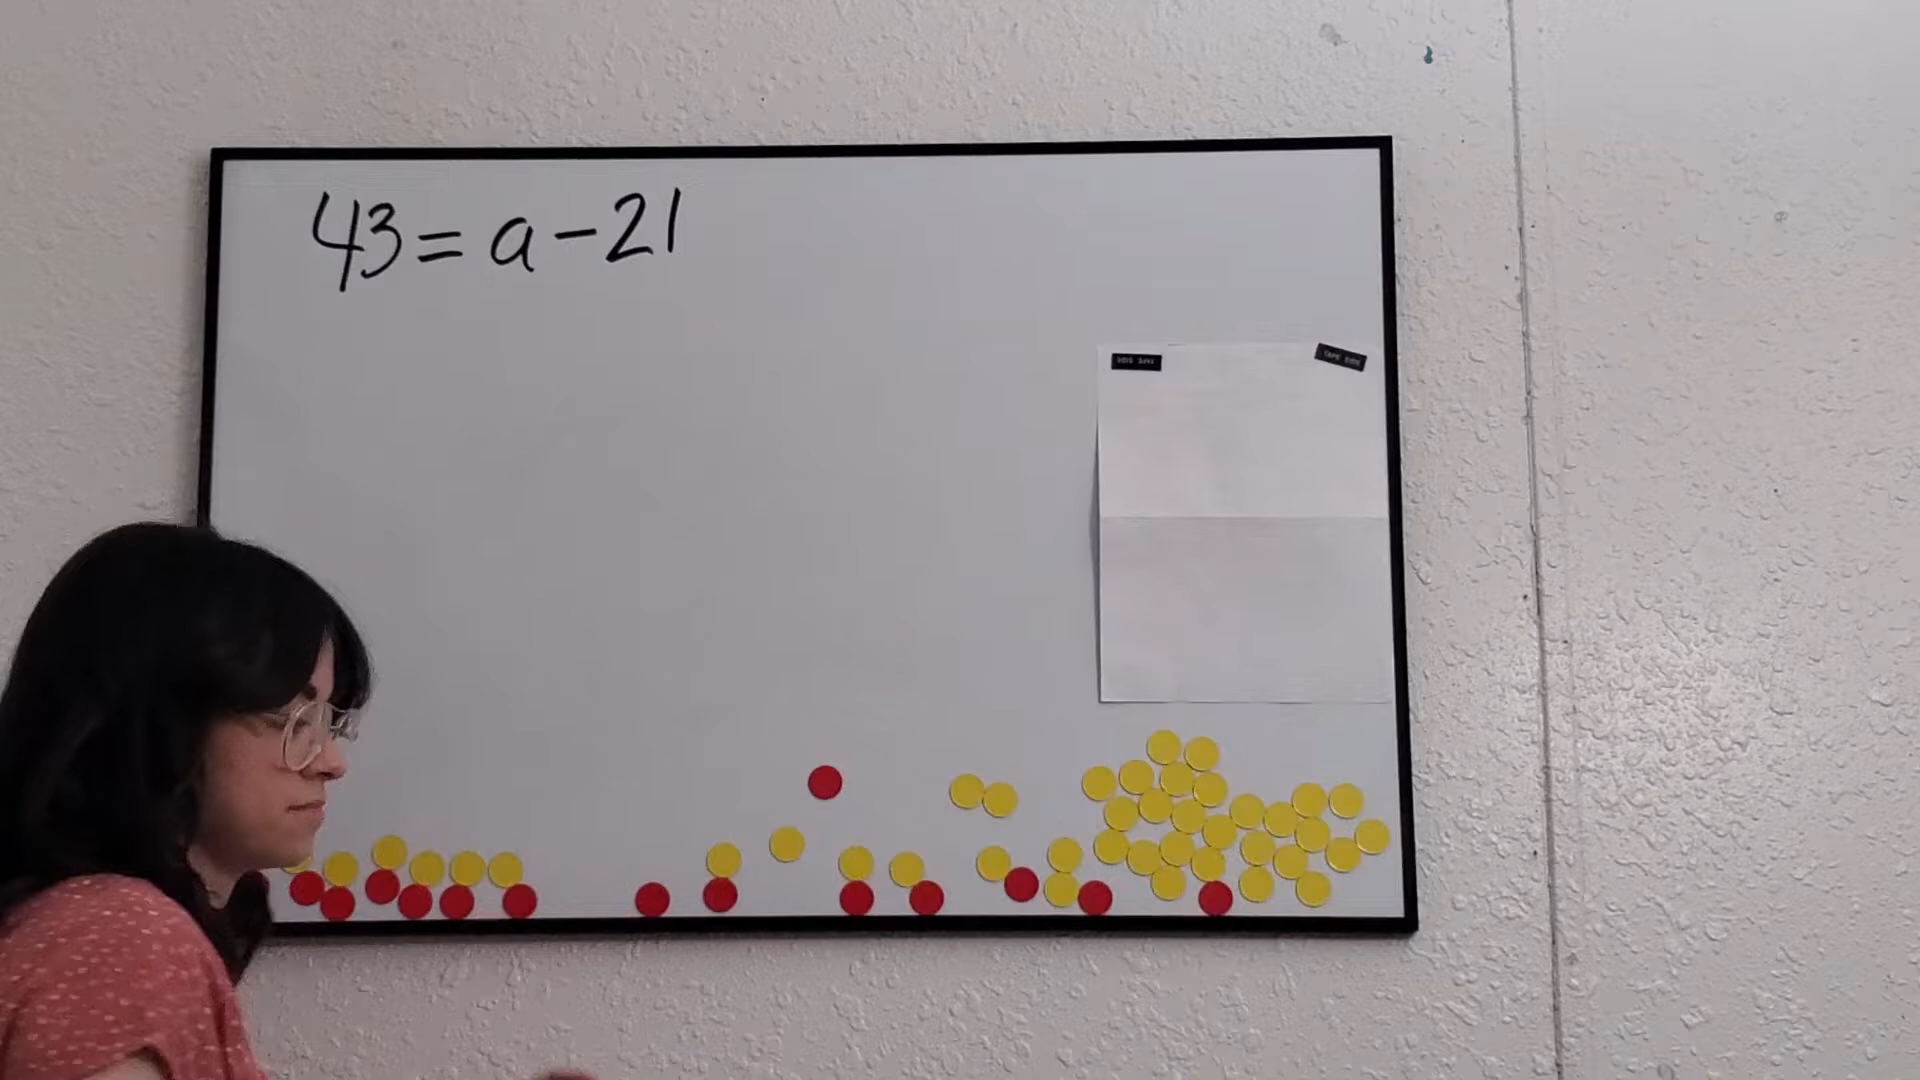 43 = a - 21